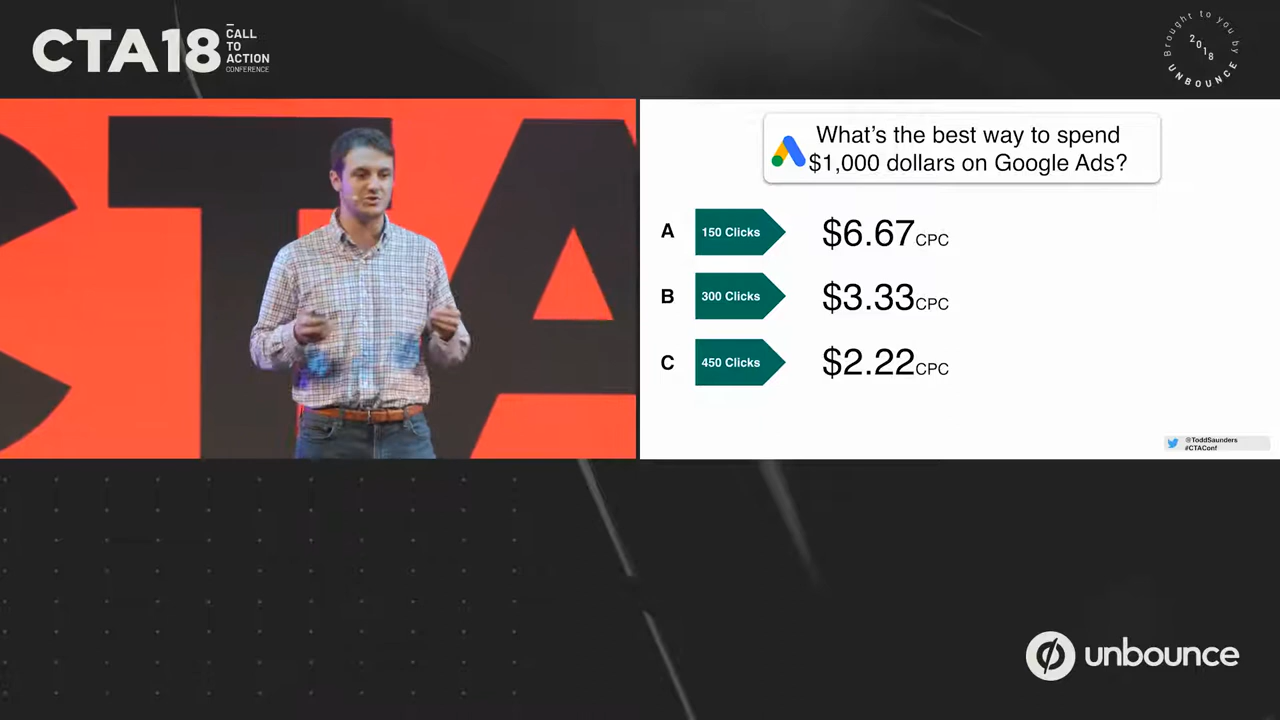 CTA18
CALL
TO
ACTION
CONFERENCE
Brought to you by
2018
UNBOUNCE
CTA
What's the best way to spend
$1,000 dollars on Google Ads?
A 150 Clicks $6.67CPC
B 300 Clicks $3.33CPC
C 450 Clicks $2.22CPC
@ToddSaunders
#CTAConf
unbounce